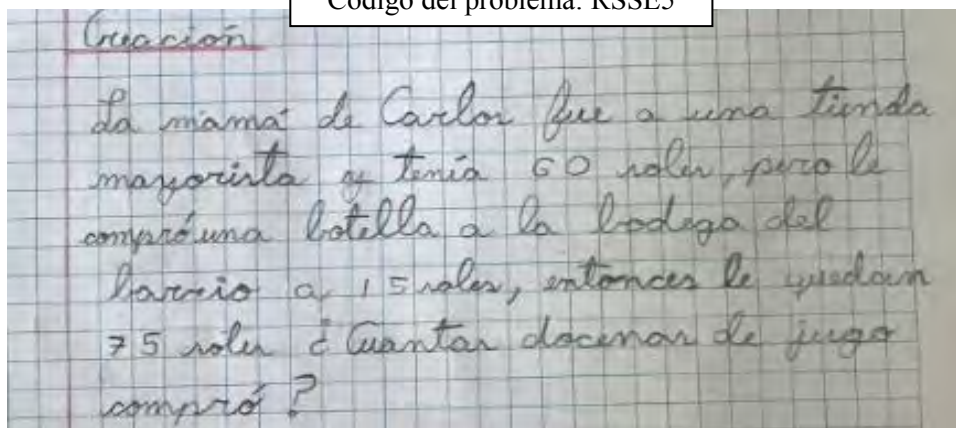 Código del problema: RSSE5
Creación
La mamá de Carlos fue a una tienda
mayorista y tenía 60 soles, pero le
compró una botella a la bodega del
barrio a 15 soles, entonces le quedan
75 soles ¿Cuantas docenas de jugo
compró?